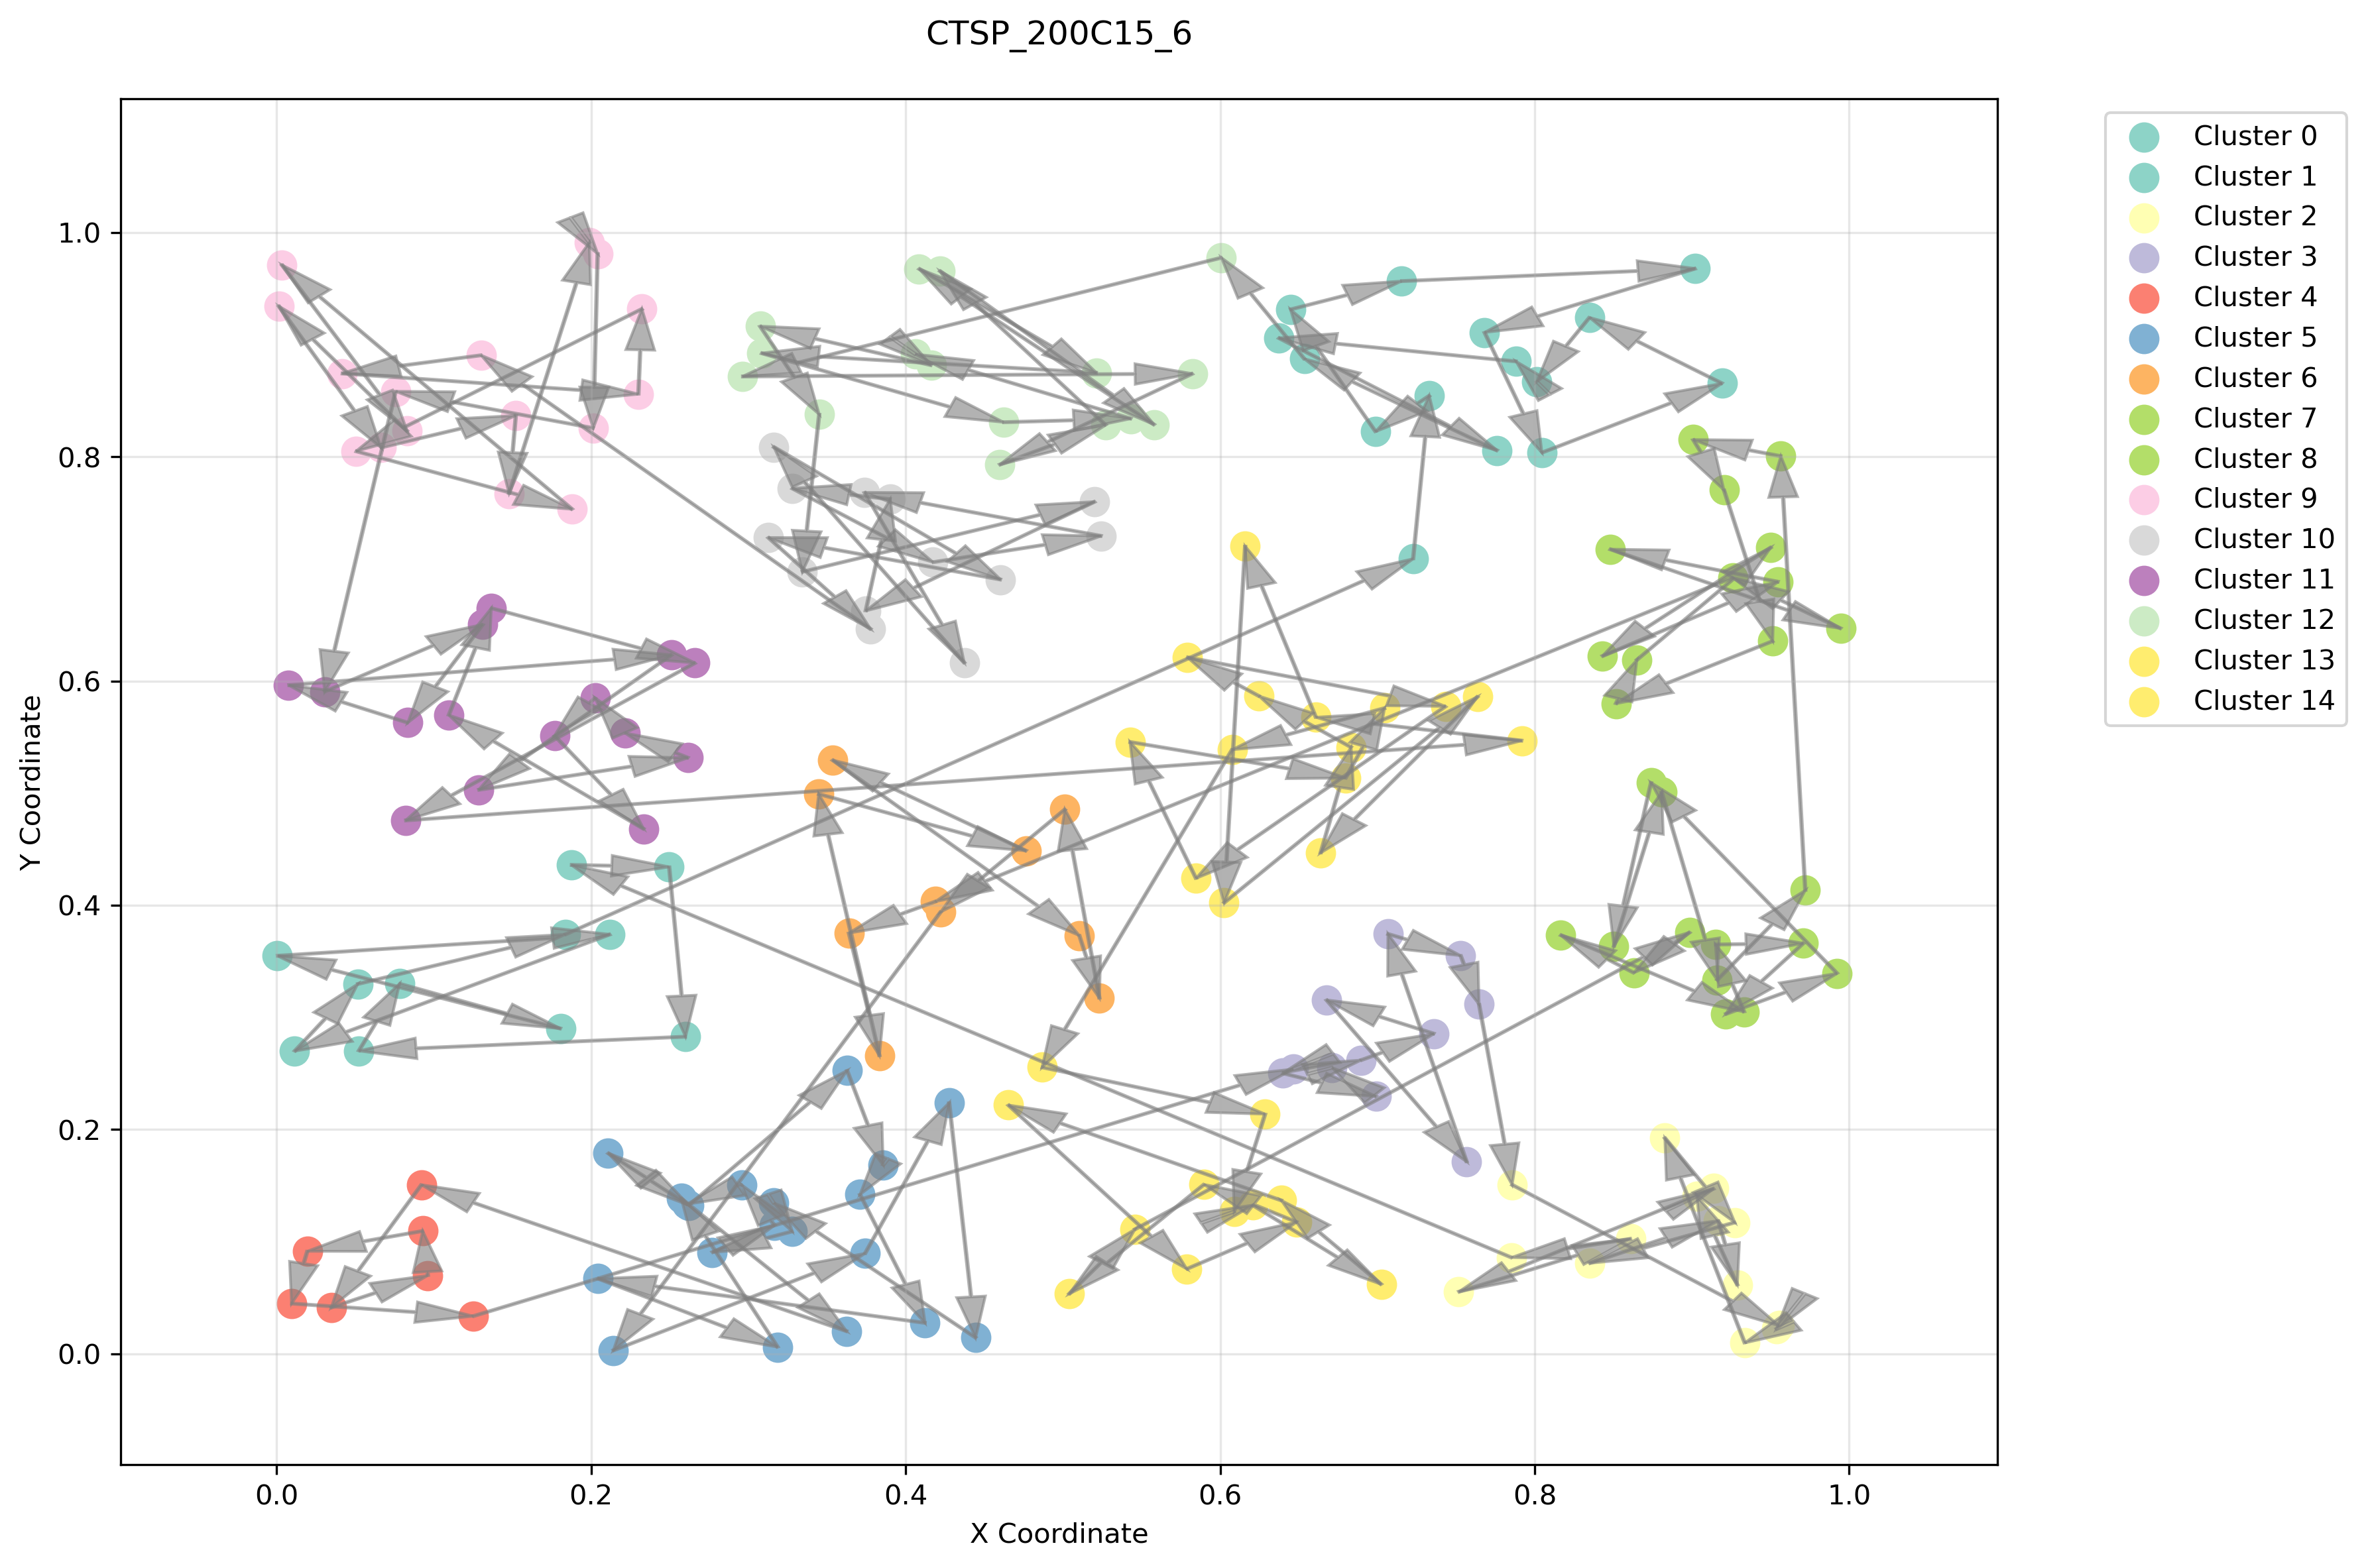 CTSP_200C15_6
Cluster 0
Cluster 1
Cluster 2
Cluster 3
Cluster 4
Cluster 5
Cluster 6
Cluster 7
Cluster 8
Cluster 9
Cluster 10
Cluster 11
Cluster 12
Cluster 13
Cluster 14
Y Coordinate
1.0
0.8
0.6
0.4
0.2
0.0
0.0 0.2 0.4 0.6 0.8 1.0
X Coordinate